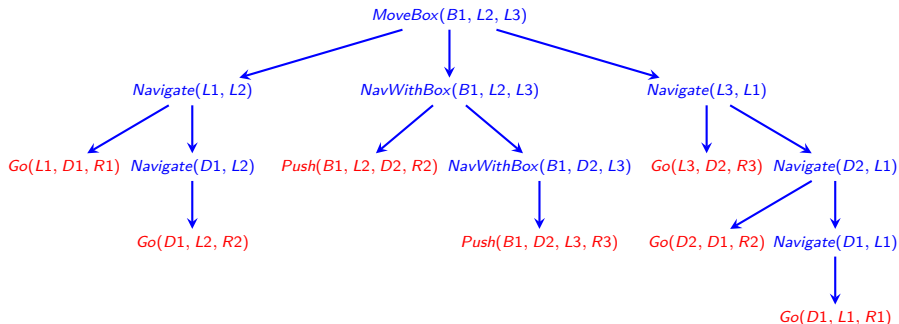 MoveBox(B1, L2, L3)
Navigate(L1, L2) NavWithBox(B1, L2, L3) Navigate(L3, L1)
Go(L1, D1, R1) Navigate(D1, L2) Push(B1, L2, D2, R2) NavWithBox(B1, D2, L3) Go(L3, D2, R3) Navigate(D2, L1)
Go(D1, L2, R2) Push(B1, D2, L3, R3) Go(D2, D1, R2) Navigate(D1, L1)
Go(D1, L1, R1)